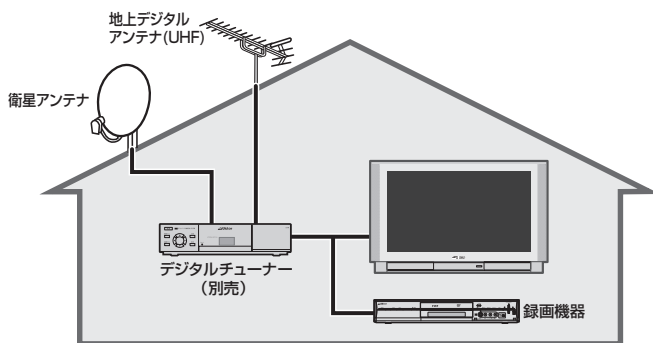 地上デジタル
アンテナ(UHF)
衛星アンテナ
デジタルチューナー
(別売)
録画機器